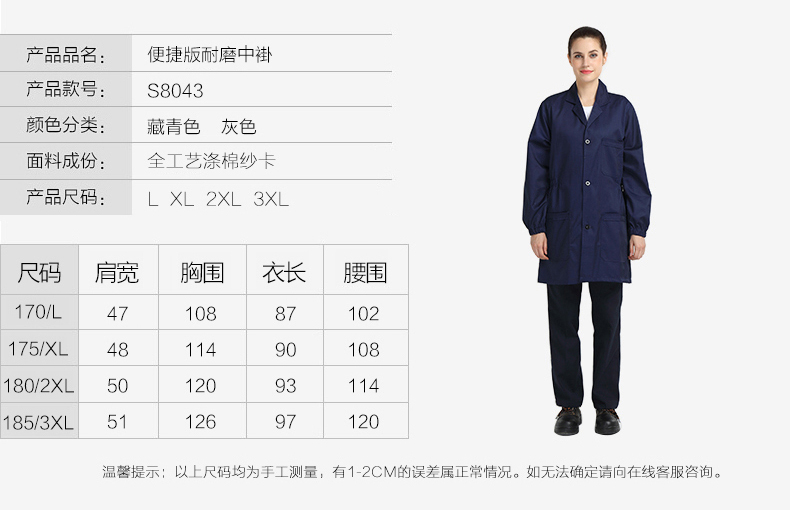 产品品名： 便捷版耐磨中褂
产品款号： S8043
颜色分类： 藏青色 灰色
面料成份： 全工艺涤棉纱卡
产品尺码： L XL 2XL 3XL
尺码 肩宽 胸围 衣长 腰围
170/L 47 108 87 102
175/XL 48 114 90 108
180/2XL 50 120 93 114
185/3XL 51 126 97 120
温馨提示：以上尺码均为手工测量，有1-2CM的误差属正常情况。如无法确定请向在线客服咨询。